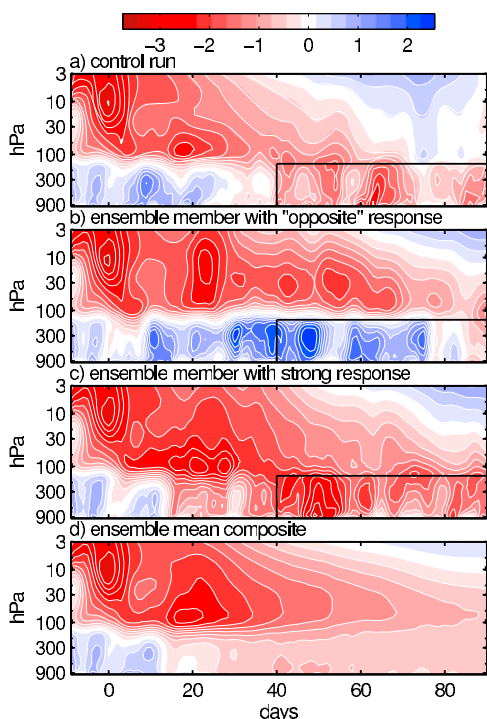 −3 −2 −1 0 1 2
a) control run
3
10
30
100
300
900
hPa
b) ensemble member with "opposite" response
3
10
30
100
300
900
hPa
c) ensemble member with strong response
3
10
30
100
300
900
hPa
d) ensemble mean composite
3
10
30
100
300
900
hPa
0 20 40 60 80
days